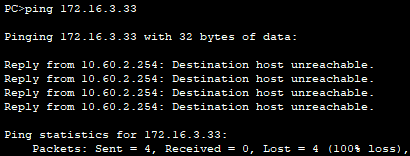 PC>ping 172.16.3.33
Pinging 172.16.3.33 with 32 bytes of data:
Reply from 10.60.2.254: Destination host unreachable.
Reply from 10.60.2.254: Destination host unreachable.
Reply from 10.60.2.254: Destination host unreachable.
Reply from 10.60.2.254: Destination host unreachable.
Ping statistics for 172.16.3.33:
Packets: Sent = 4, Received = 0, Lost = 4 (100% loss),